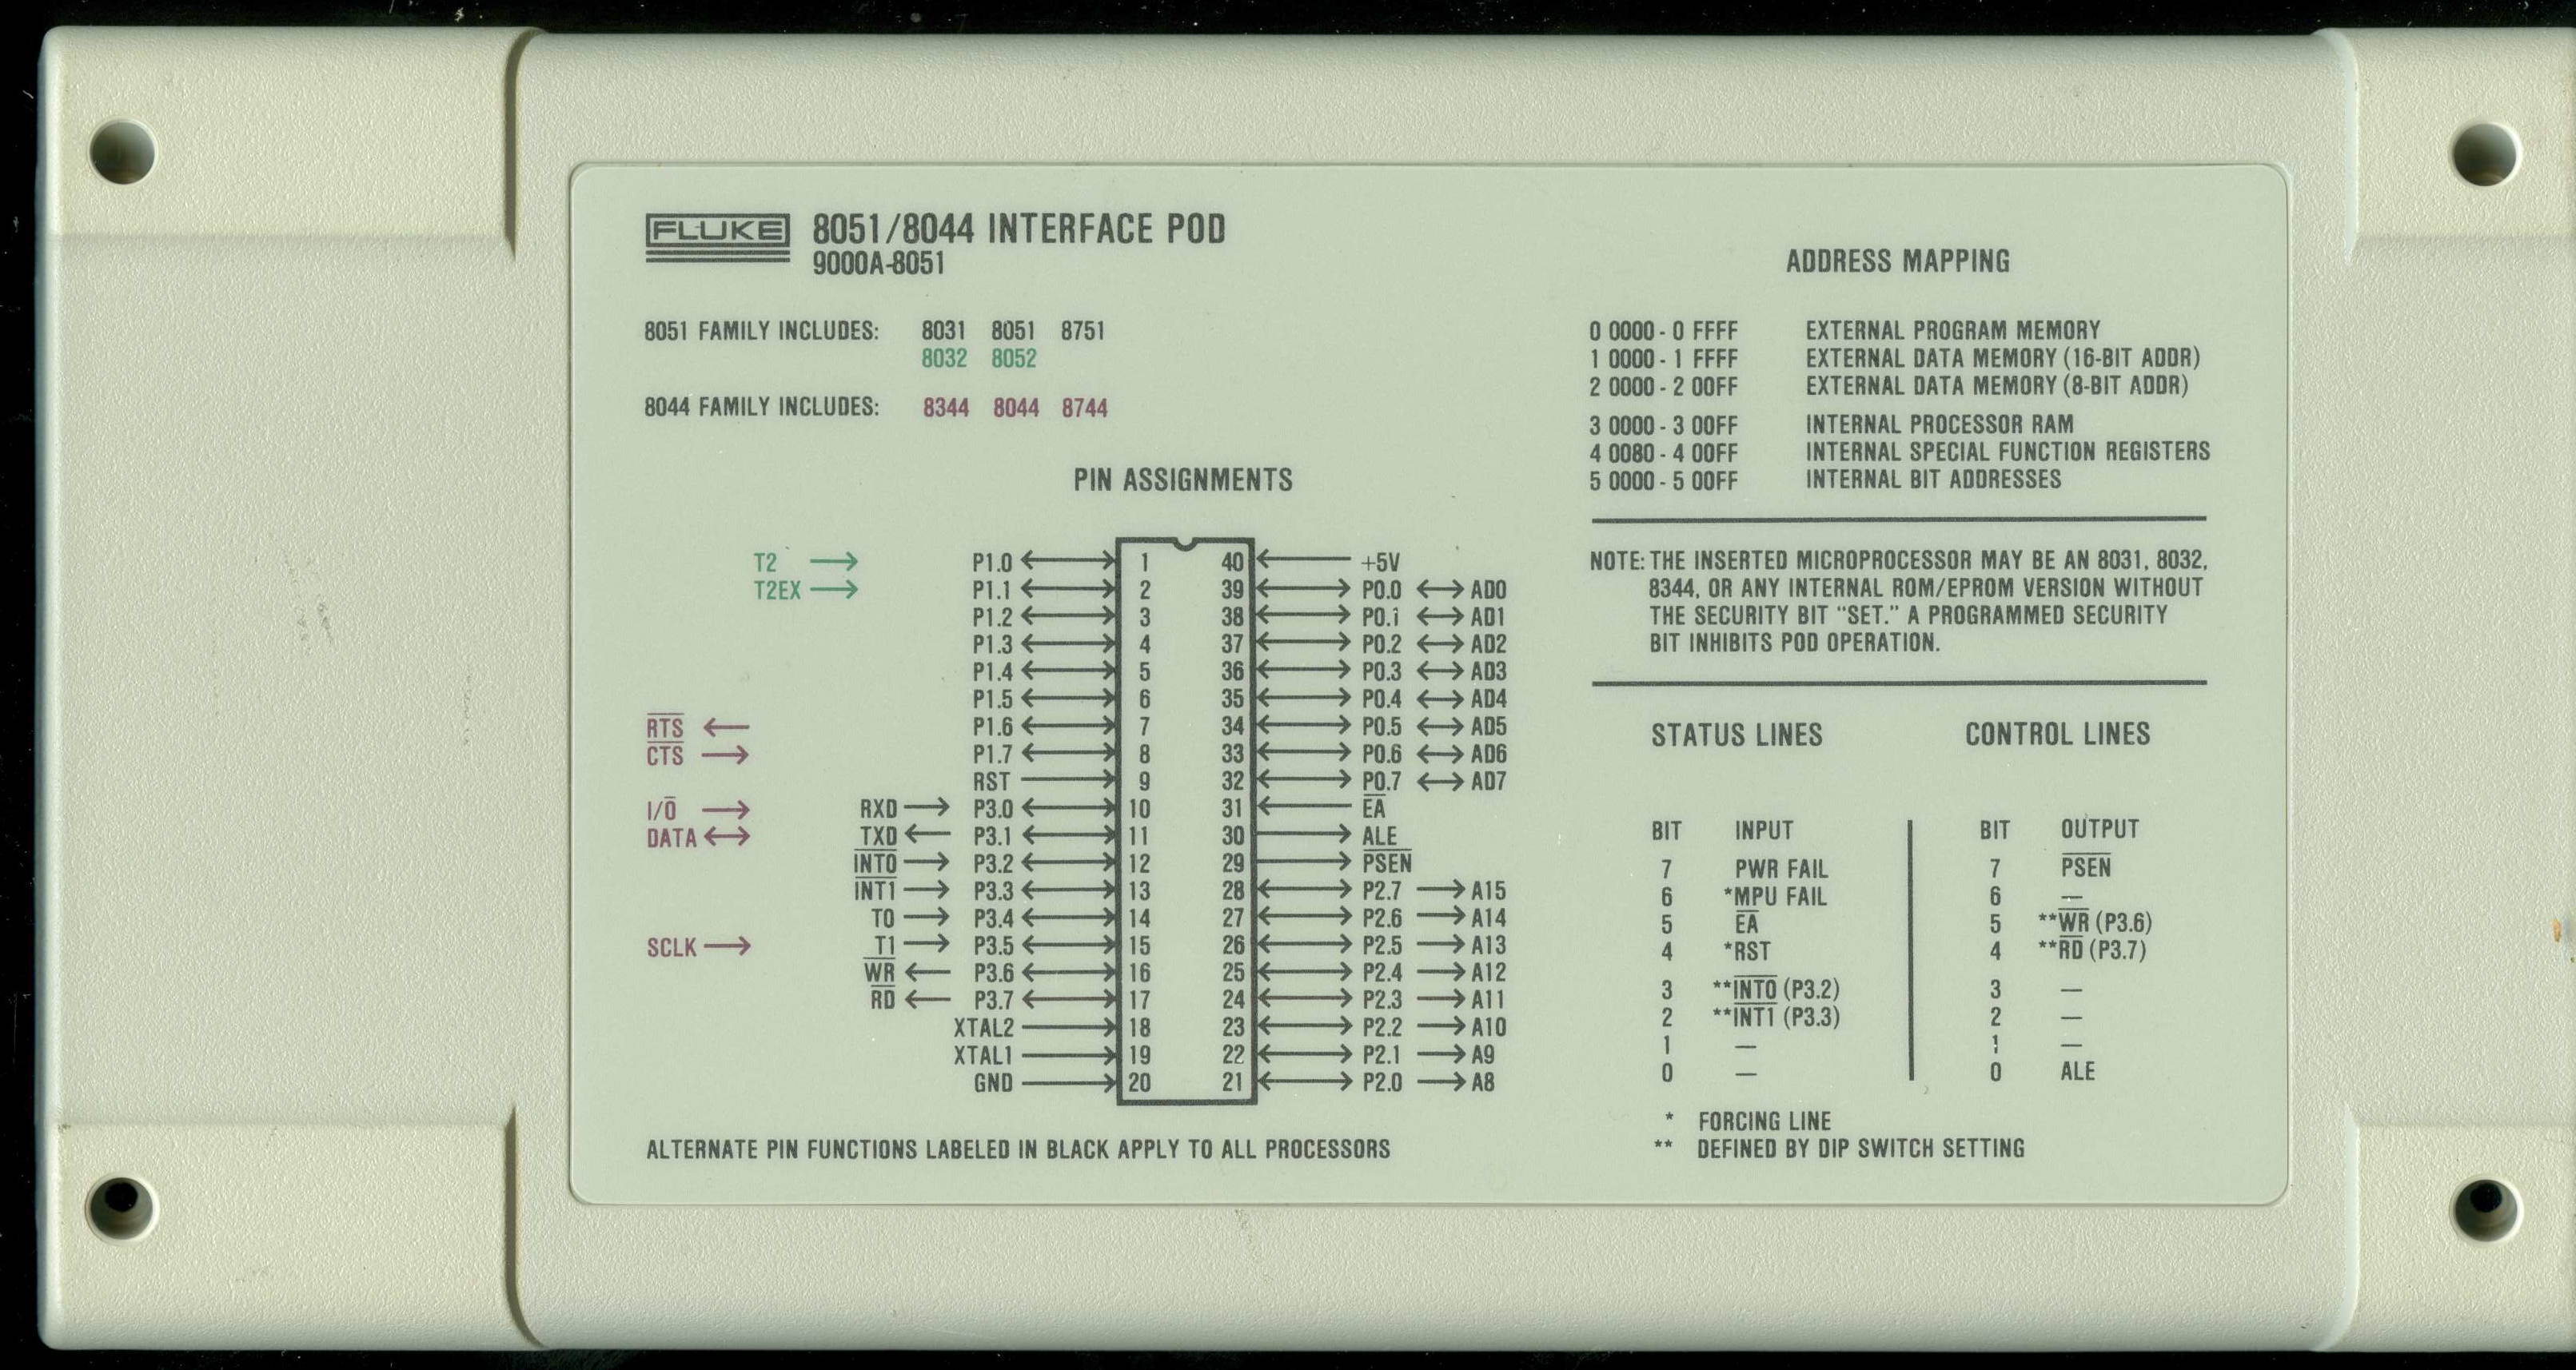 FLUKE 8051/8044 INTERFACE POD
9000A-8051
8051 FAMILY INCLUDES: 8031 8051 8751
8032 8052
8044 FAMILY INCLUDES: 8344 8044 8744
PIN ASSIGNMENTS
T2 → P1.0 ↔ 1 40 ← +5V
T2EX → P1.1 ↔ 2 39 ↔ P0.0 ↔ AD0
P1.2 ↔ 3 38 ↔ P0.1 ↔ AD1
P1.3 ↔ 4 37 ↔ P0.2 ↔ AD2
P1.4 ↔ 5 36 ↔ P0.3 ↔ AD3
P1.5 ↔ 6 35 ↔ P0.4 ↔ AD4
R̅T̅S̅ ← P1.6 ↔ 7 34 ↔ P0.5 ↔ AD5
C̅T̅S̅ → P1.7 ↔ 8 33 ↔ P0.6 ↔ AD6
RST → 9 32 ↔ P0.7 ↔ AD7
I/O̅ → RXD → P3.0 ↔ 10 31 ← E̅A̅
DATA ↔ TXD ← P3.1 ↔ 11 30 → ALE
I̅N̅T̅0̅ → P3.2 ↔ 12 29 → P̅S̅E̅N̅
I̅N̅T̅1̅ → P3.3 ↔ 13 28 ↔ P2.7 → A15
T0 → P3.4 ↔ 14 27 ↔ P2.6 → A14
SCLK → T1 → P3.5 ↔ 15 26 ↔ P2.5 → A13
W̅R̅ ← P3.6 ↔ 16 25 ↔ P2.4 → A12
R̅D̅ ← P3.7 ↔ 17 24 ↔ P2.3 → A11
XTAL2 → 18 23 ↔ P2.2 → A10
XTAL1 → 19 22 ↔ P2.1 → A9
GND → 20 21 ↔ P2.0 → A8
ALTERNATE PIN FUNCTIONS LABELED IN BLACK APPLY TO ALL PROCESSORS
ADDRESS MAPPING
0 0000 - 0 FFFF EXTERNAL PROGRAM MEMORY
1 0000 - 1 FFFF EXTERNAL DATA MEMORY (16-BIT ADDR)
2 0000 - 2 00FF EXTERNAL DATA MEMORY (8-BIT ADDR)
3 0000 - 3 00FF INTERNAL PROCESSOR RAM
4 0080 - 4 00FF INTERNAL SPECIAL FUNCTION REGISTERS
5 0000 - 5 00FF INTERNAL BIT ADDRESSES
NOTE: THE INSERTED MICROPROCESSOR MAY BE AN 8031, 8032,
8344, OR ANY INTERNAL ROM/EPROM VERSION WITHOUT
THE SECURITY BIT “SET.” A PROGRAMMED SECURITY
BIT INHIBITS POD OPERATION.
STATUS LINES CONTROL LINES
BIT INPUT BIT OUTPUT
7 PWR FAIL 7 P̅S̅E̅N̅
6 *MPU FAIL 6 —
5 E̅A̅ 5 **W̅R̅ (P3.6)
4 *RST 4 **R̅D̅ (P3.7)
3 **I̅N̅T̅0̅ (P3.2) 3 —
2 **I̅N̅T̅1̅ (P3.3) 2 —
1 — 1 —
0 — 0 ALE
* FORCING LINE
** DEFINED BY DIP SWITCH SETTING